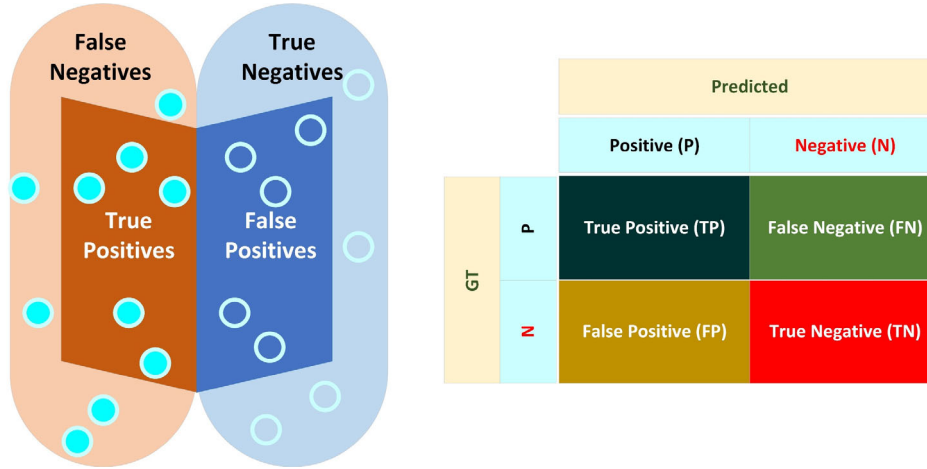 False
Negatives
True
Negatives
True
Positives
False
Positives
Predicted
Positive (P)
Negative (N)
GT
P
True Positive (TP)
False Negative (FN)
N
False Positive (FP)
True Negative (TN)